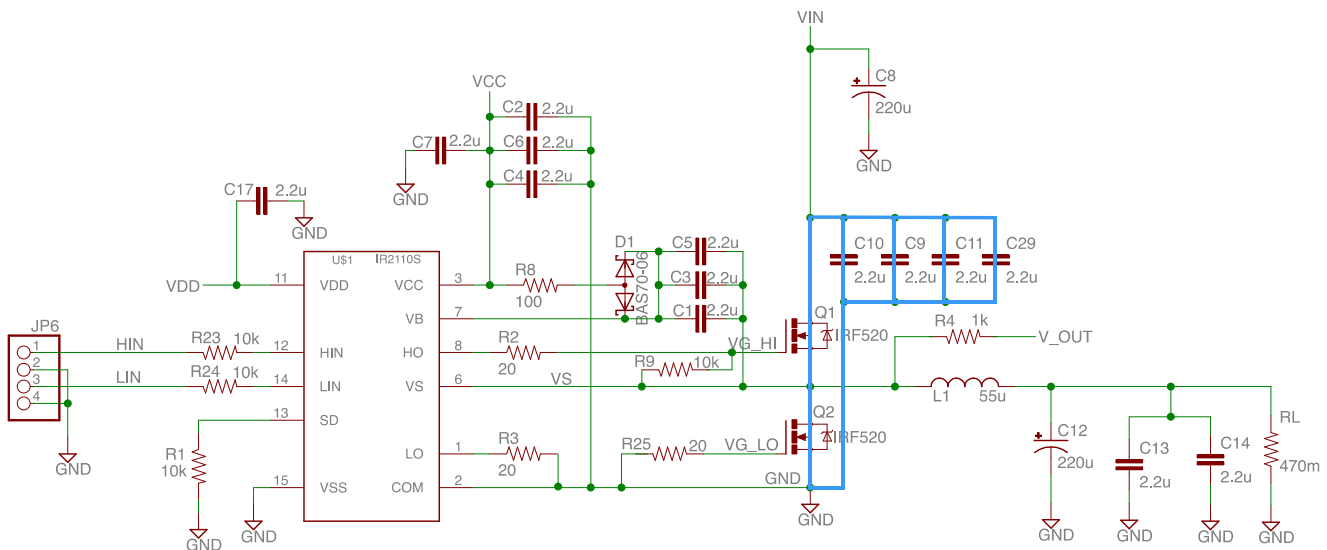 VIN
C8
220u
GND
VCC
C2 2.2u
C7 2.2u
C6 2.2u
C4 2.2u
GND
C17 2.2u
GND
U$1 IR2110S
VDD 11 VDD
VCC 3
R8
100
D1
BAS70-06
C5 2.2u
C3 2.2u
C1 2.2u
VB 7
C10
2.2u
C9
2.2u
C11
2.2u
C29
2.2u
JP6
1
2
3
4
HIN
R23 10k
12 HIN
LIN
R24 10k
14 LIN
13 SD
R1
10k
GND
GND
15 VSS
GND
HO 8
R2
20
VG_HI
Q1
IRF520
R9 10k
VS 6
VS
R4 1k
V_OUT
L1 55u
LO 1
R3
20
R25 20
VG_LO
Q2
IRF520
COM 2
GND
GND
C12
220u
GND
C13
2.2u
GND
C14
2.2u
GND
RL
470m
GND